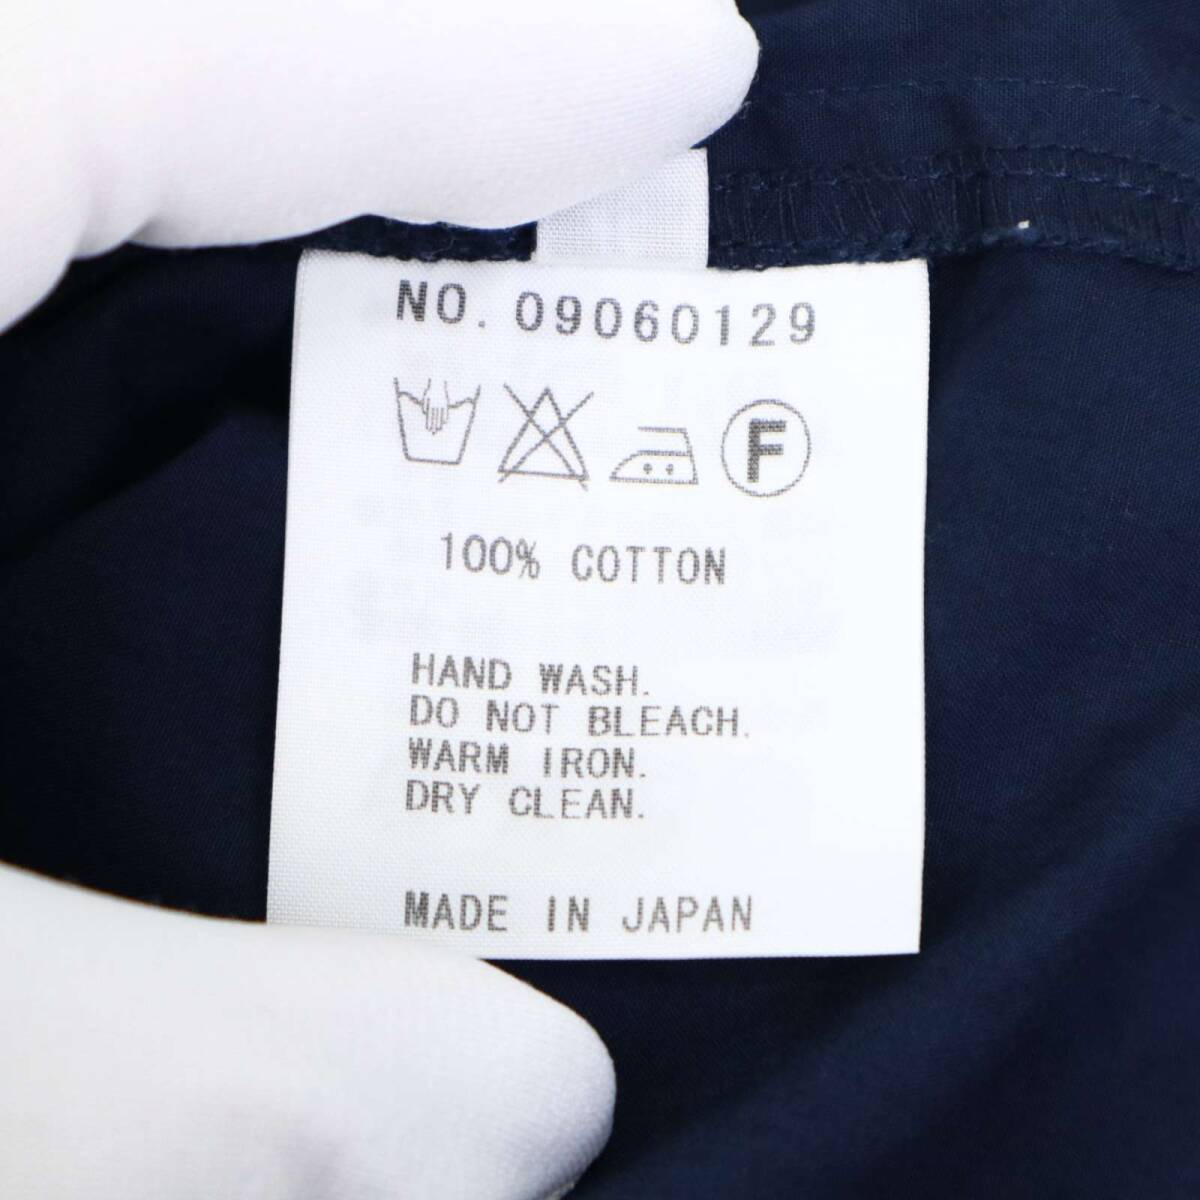 NO. 09060129
F
100% COTTON
HAND WASH.
DO NOT BLEACH.
WARM IRON.
DRY CLEAN.
MADE IN JAPAN